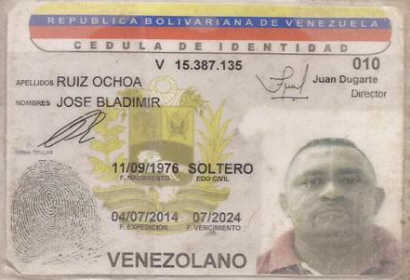 REPUBLICA BOLIVARIANA DE VENEZUELA
CEDULA DE IDENTIDAD
V 15.387.135
010
APELLIDOS RUIZ OCHOA
Juan Dugarte
Director
NOMBRES JOSE BLADIMIR
FIRMA TITULAR
11/09/1976 SOLTERO
F. NACIMIENTO EDO CIVIL
04/07/2014 07/2024
F. EXPEDICION F. VENCIMIENTO
VENEZOLANO